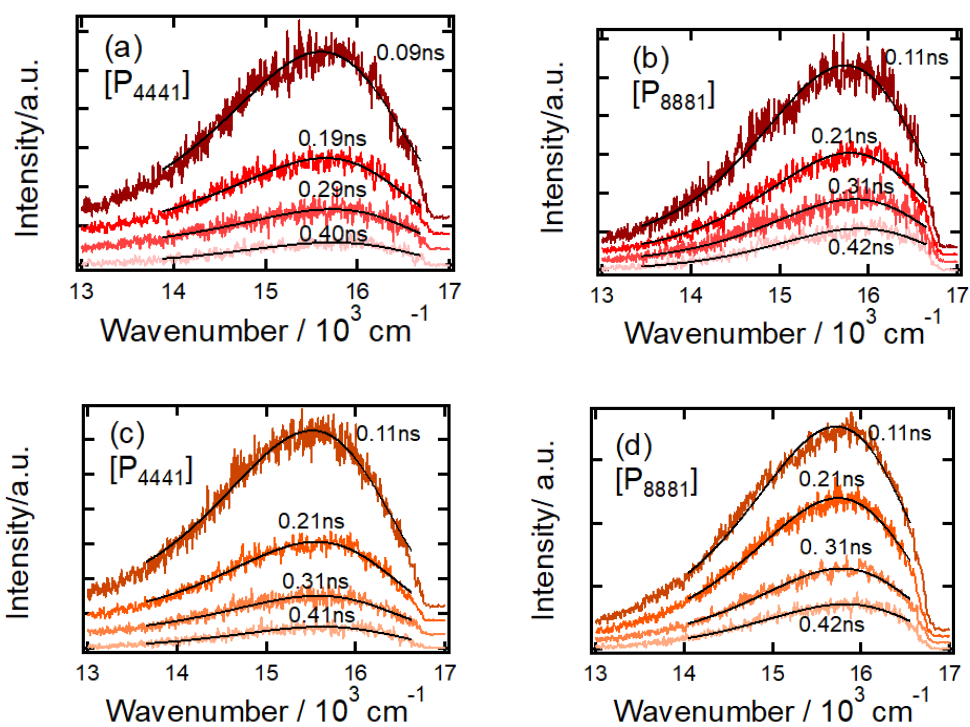 (a)
[P4441]
0.09ns
0.19ns
0.29ns
0.40ns
Intensity/a.u.
13 14 15 16 17
Wavenumber / 10³ cm⁻¹
(b)
[P8881]
0.11ns
0.21ns
0.31ns
0.42ns
Intensity/a.u.
13 14 15 16 17
Wavenumber / 10³ cm⁻¹
(c)
[P4441]
0.11ns
0.21ns
0.31ns
0.41ns
Intensity/a.u.
13 14 15 16 17
Wavenumber / 10³ cm⁻¹
(d)
[P8881]
0.11ns
0.21ns
0. 31ns
0.42ns
Intensity/ a.u.
13 14 15 16 17
Wavenumber / 10³ cm⁻¹